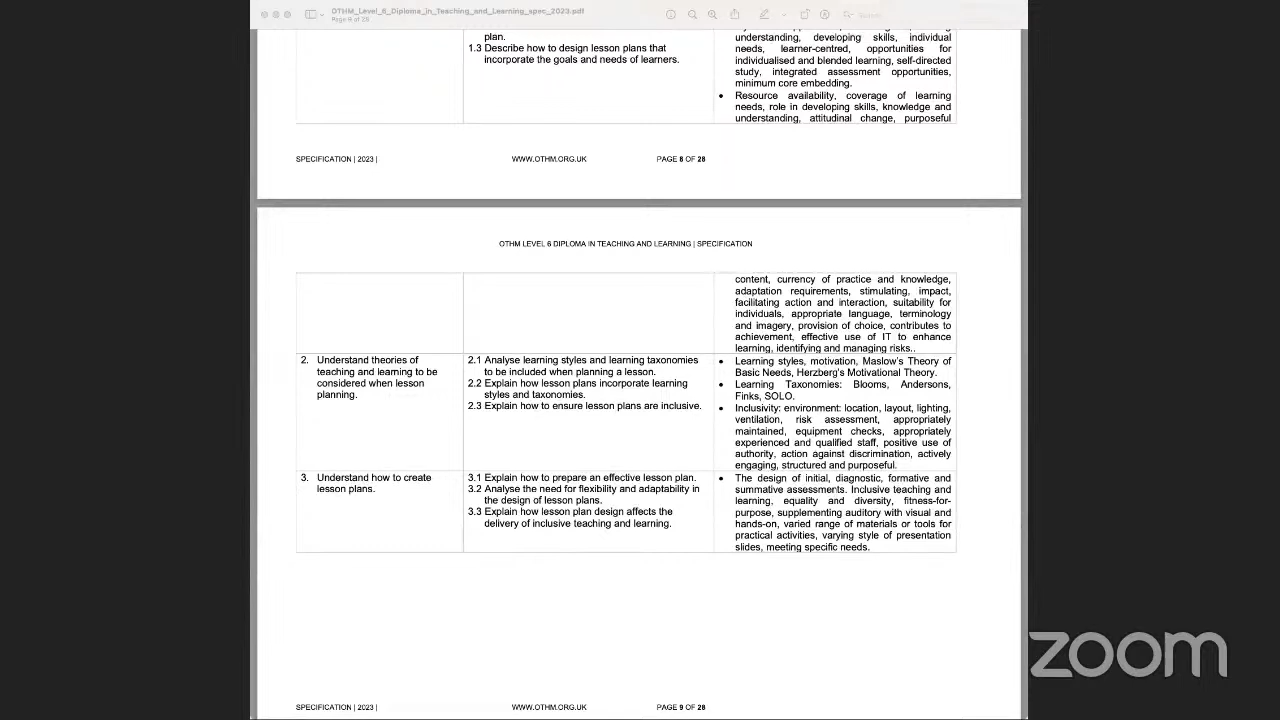 OTHM_Level_6_Diploma_in_Teaching_and_Learning_spec_2023.pdf
Page 9 of 28
Search
plan.
1.3 Describe how to design lesson plans that
incorporate the goals and needs of learners.
understanding, developing skills, individual
needs, learner-centred, opportunities for
individualised and blended learning, self-directed
study, integrated assessment opportunities,
minimum core embedding.
• Resource availability, coverage of learning
needs, role in developing skills, knowledge and
understanding, attitudinal change, purposeful
SPECIFICATION | 2023 | WWW.OTHM.ORG.UK PAGE 8 OF 28
OTHM LEVEL 6 DIPLOMA IN TEACHING AND LEARNING | SPECIFICATION
content, currency of practice and knowledge,
adaptation requirements, stimulating, impact,
facilitating action and interaction, suitability for
individuals, appropriate language, terminology
and imagery, provision of choice, contributes to
achievement, effective use of IT to enhance
learning, identifying and managing risks..
2. Understand theories of
teaching and learning to be
considered when lesson
planning.
2.1 Analyse learning styles and learning taxonomies
to be included when planning a lesson.
2.2 Explain how lesson plans incorporate learning
styles and taxonomies.
2.3 Explain how to ensure lesson plans are inclusive.
• Learning styles, motivation, Maslow's Theory of
Basic Needs, Herzberg's Motivational Theory.
• Learning Taxonomies: Blooms, Andersons,
Finks, SOLO.
• Inclusivity: environment: location, layout, lighting,
ventilation, risk assessment, appropriately
maintained, equipment checks, appropriately
experienced and qualified staff, positive use of
authority, action against discrimination, actively
engaging, structured and purposeful.
3. Understand how to create
lesson plans.
3.1 Explain how to prepare an effective lesson plan.
3.2 Analyse the need for flexibility and adaptability in
the design of lesson plans.
3.3 Explain how lesson plan design affects the
delivery of inclusive teaching and learning.
• The design of initial, diagnostic, formative and
summative assessments. Inclusive teaching and
learning, equality and diversity, fitness-for-
purpose, supplementing auditory with visual and
hands-on, varied range of materials or tools for
practical activities, varying style of presentation
slides, meeting specific needs.
SPECIFICATION | 2023 | WWW.OTHM.ORG.UK PAGE 9 OF 28
zoom